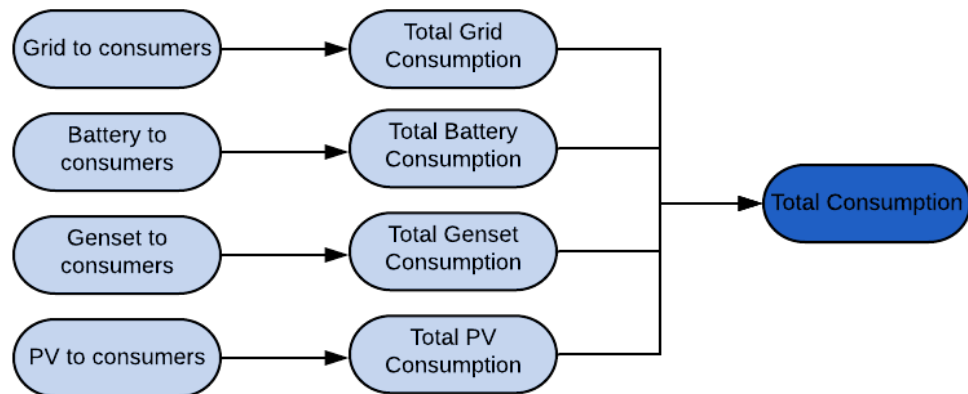 Grid to consumers
Total Grid
Consumption
Battery to
consumers
Total Battery
Consumption
Total Consumption
Genset to
consumers
Total Genset
Consumption
PV to consumers
Total PV
Consumption